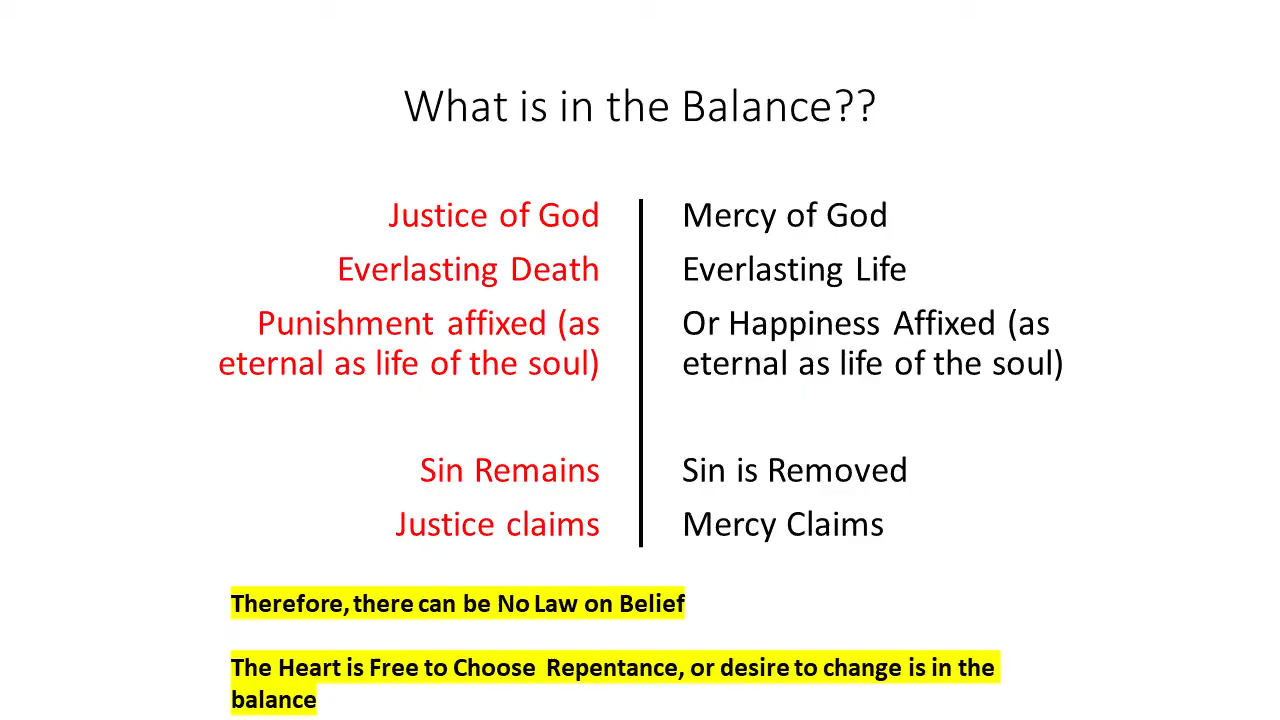 What is in the Balance??
Justice of God
Everlasting Death
Punishment affixed (as
eternal as life of the soul)
Sin Remains
Justice claims
Mercy of God
Everlasting Life
Or Happiness Affixed (as
eternal as life of the soul)
Sin is Removed
Mercy Claims
Therefore, there can be No Law on Belief
The Heart is Free to Choose Repentance, or desire to change is in the
balance